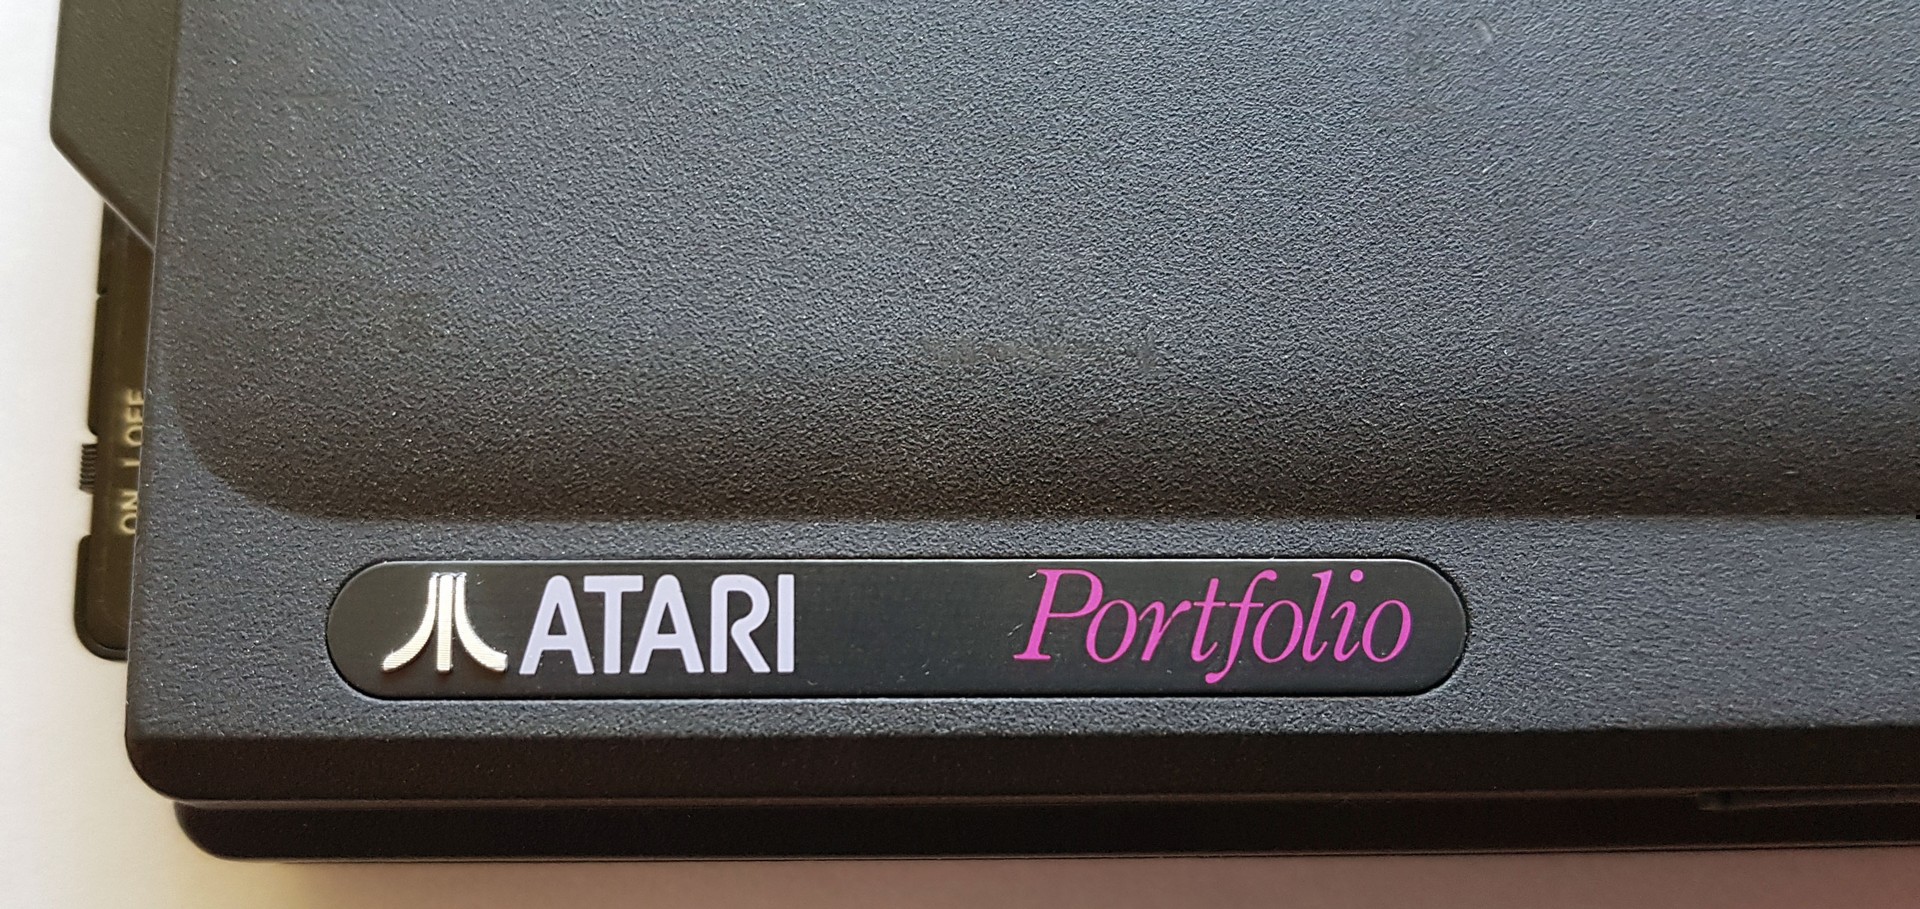 ATARI Portfolio
ON | OFF